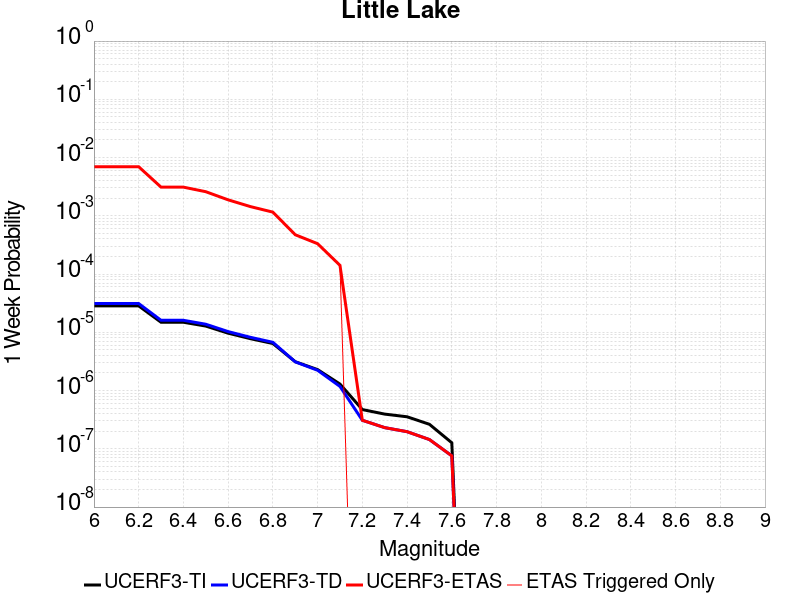 Little Lake
1 Week Probability
10^0
10^-1
10^-2
10^-3
10^-4
10^-5
10^-6
10^-7
10^-8
6 6.2 6.4 6.6 6.8 7 7.2 7.4 7.6 7.8 8 8.2 8.4 8.6 8.8 9
Magnitude
UCERF3-TI UCERF3-TD UCERF3-ETAS ETAS Triggered Only